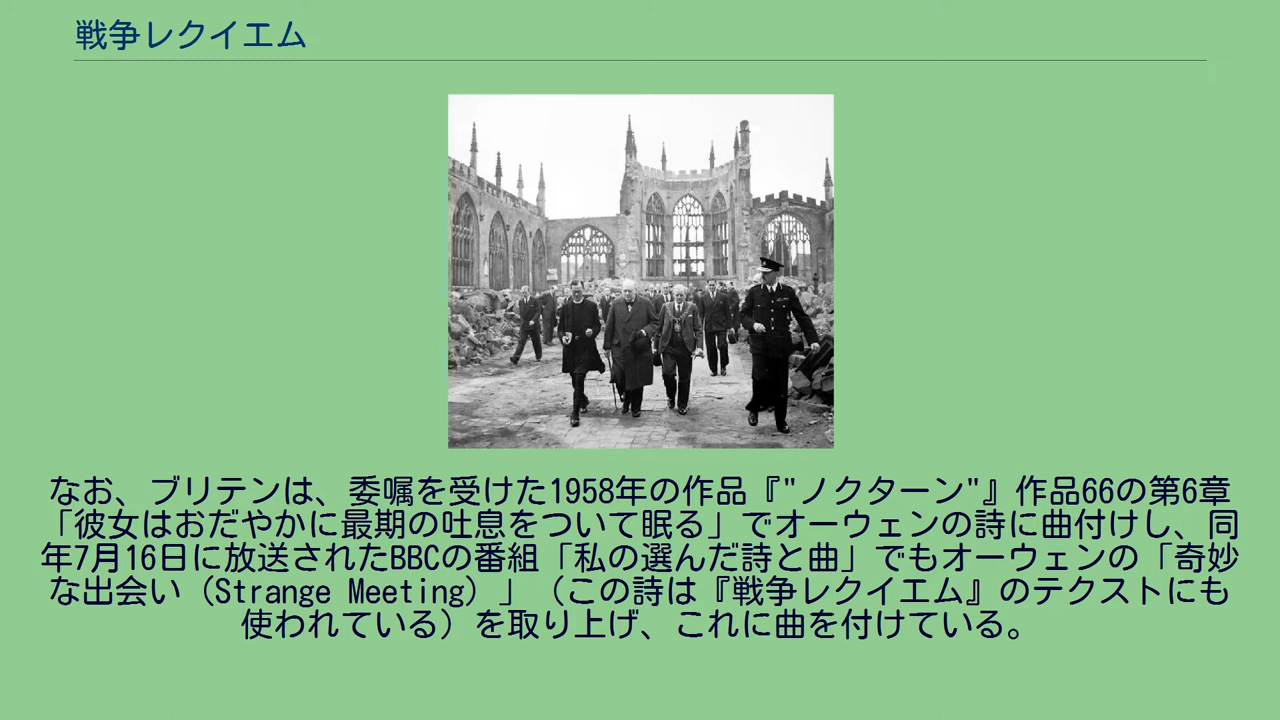 戦争レクイエム
なお、ブリテンは、委嘱を受けた1958年の作品『"ノクターン"』作品66の第6章
「彼女はおだやかに最期の吐息をついて眠る」でオーウェンの詩に曲付けし、同
年7月16日に放送されたBBCの番組「私の選んだ詩と曲」でもオーウェンの「奇妙
な出会い（Strange Meeting）」（この詩は『戦争レクイエム』のテクストにも
使われている）を取り上げ、これに曲を付けている。